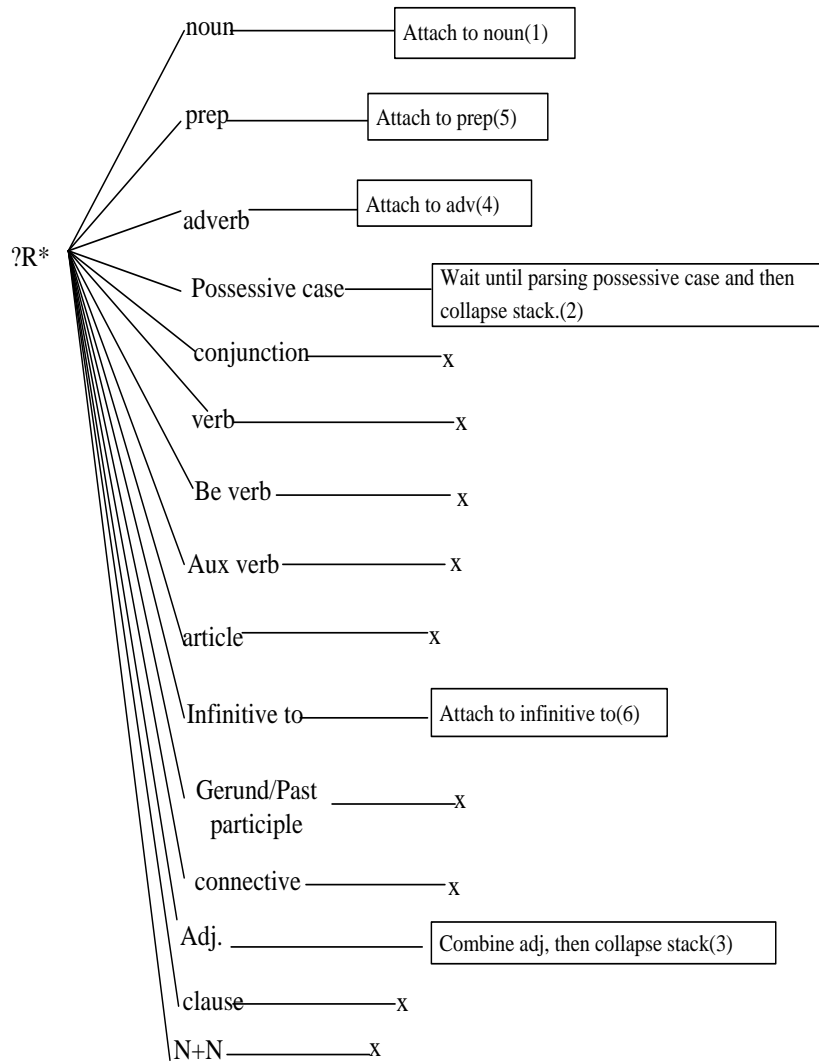 noun
Attach to noun(1)
prep
Attach to prep(5)
adverb
Attach to adv(4)
?R*
Possessive case
Wait until parsing possessive case and then
collapse stack.(2)
conjunction
x
verb
x
Be verb
x
Aux verb
x
article
x
Infinitive to
Attach to infinitive to(6)
Gerund/Past
participle
x
connective
x
Adj.
Combine adj, then collapse stack(3)
clause
x
N+N
x